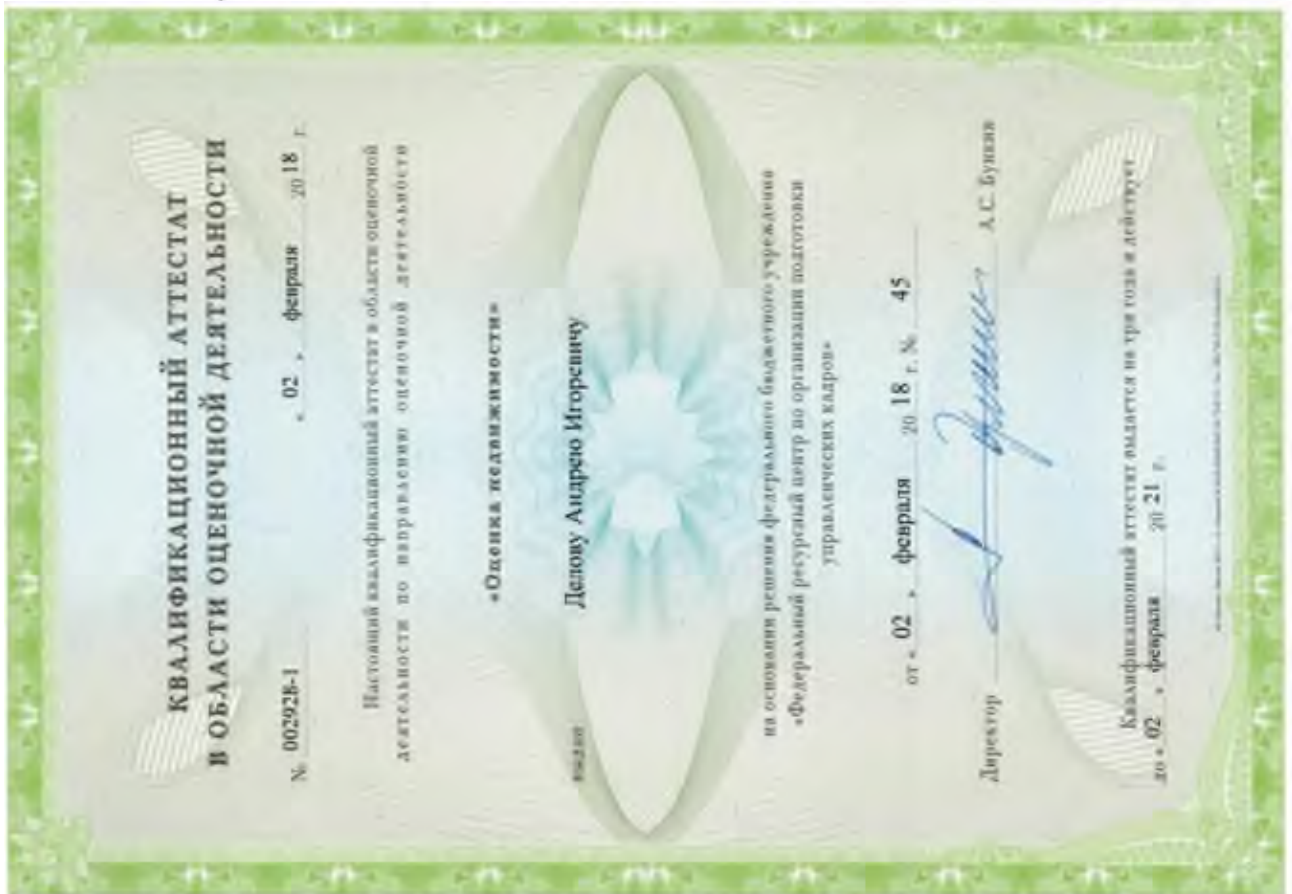 КВАЛИФИКАЦИОННЫЙ АТТЕСТАТ
В ОБЛАСТИ ОЦЕНОЧНОЙ ДЕЯТЕЛЬНОСТИ
№ 002928-1 « 02 » февраля 20 18 г.
Настоящий квалификационный аттестат в области оценочной
деятельности по направлению оценочной деятельности
«Оценка недвижимости»
выдан Делову Андрею Игоревичу
на основании решения федерального бюджетного учреждения
«Федеральный ресурсный центр по организации подготовки
управленческих кадров»
от « 02 » февраля 20 18 г. № 45
Директор А.С. Бункин
Квалификационный аттестат выдается на три года и действует
до « 02 » февраля 20 21 г.